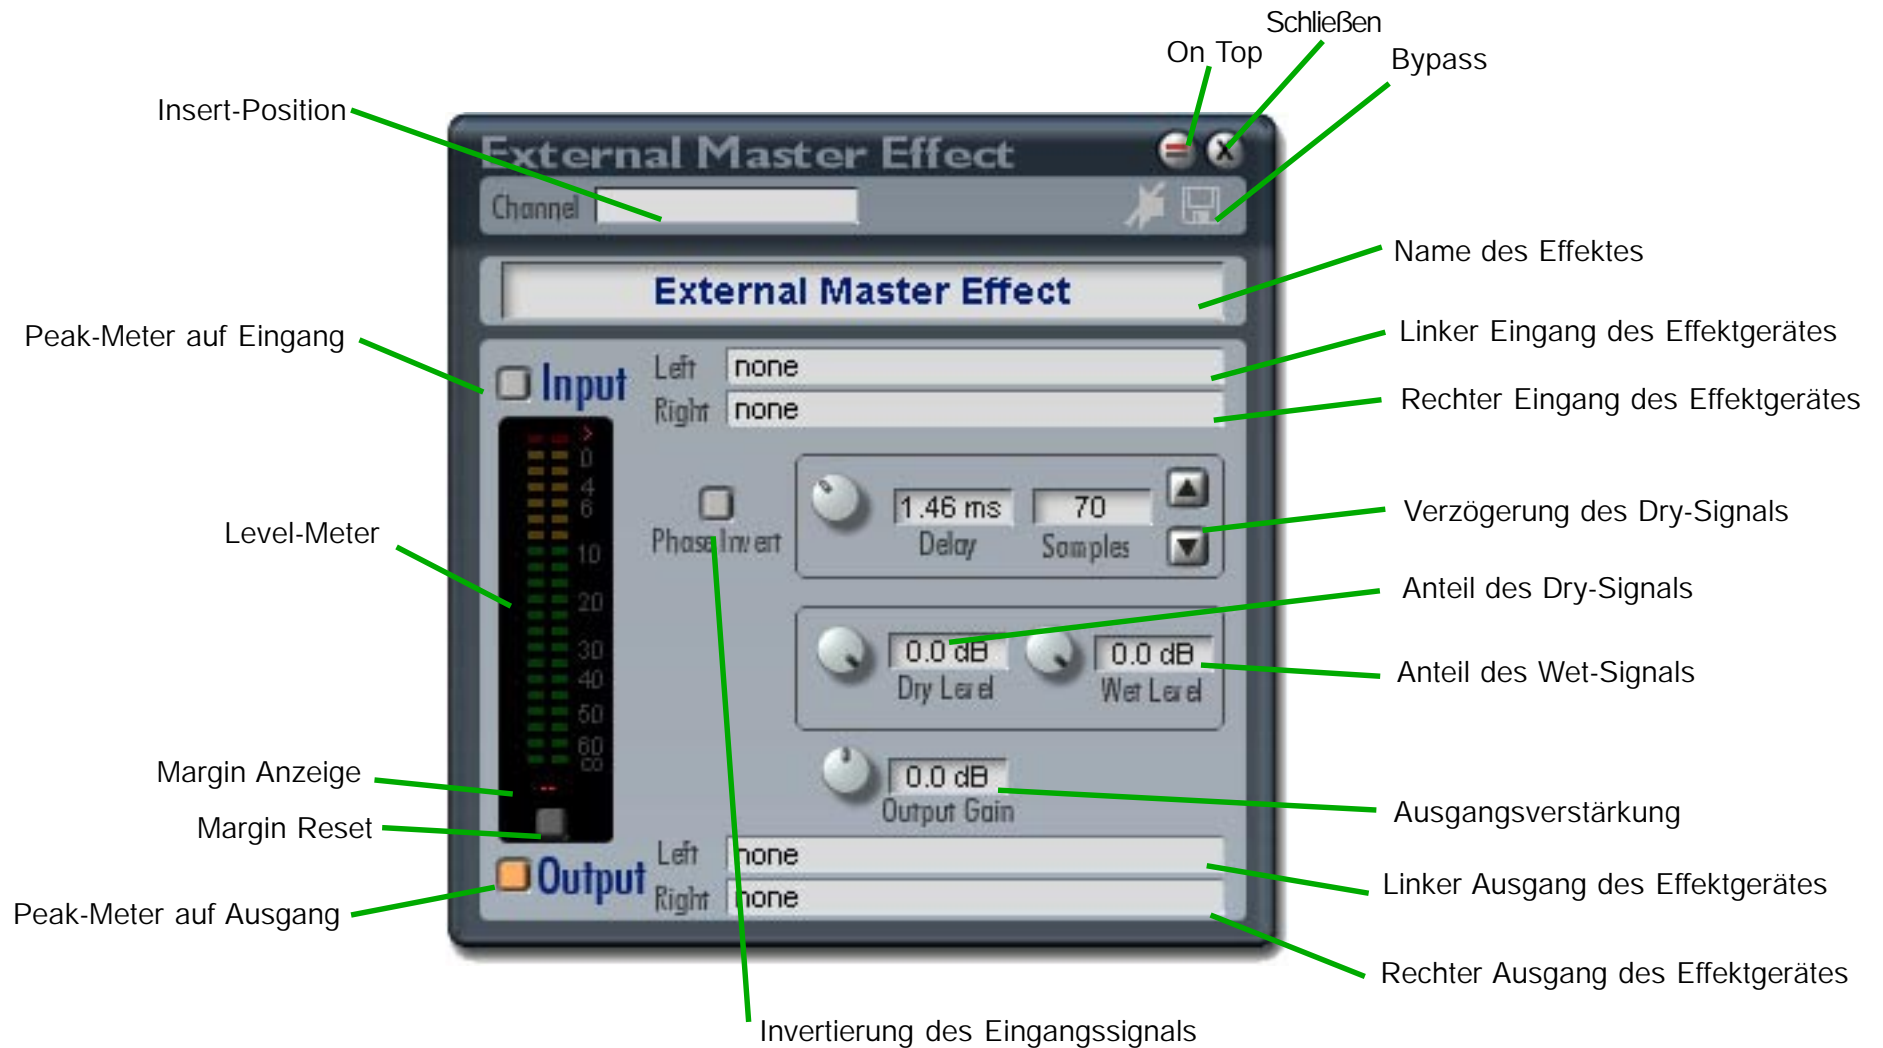 Schließen
On Top
Bypass
Insert-Position
External Master Effect
Channel
Name des Effektes
External Master Effect
Peak-Meter auf Eingang
Linker Eingang des Effektgerätes
Input
Left none
Right none
Rechter Eingang des Effektgerätes
>
0
4
6
10
20
30
40
50
60
∞
--
Level-Meter
Phase Invert
1.46 ms
Delay
70
Samples
Verzögerung des Dry-Signals
Anteil des Dry-Signals
0.0 dB
Dry Level
0.0 dB
Wet Level
Anteil des Wet-Signals
Margin Anzeige
0.0 dB
Output Gain
Ausgangsverstärkung
Margin Reset
Output
Left none
Right none
Linker Ausgang des Effektgerätes
Peak-Meter auf Ausgang
Rechter Ausgang des Effektgerätes
Invertierung des Eingangssignals